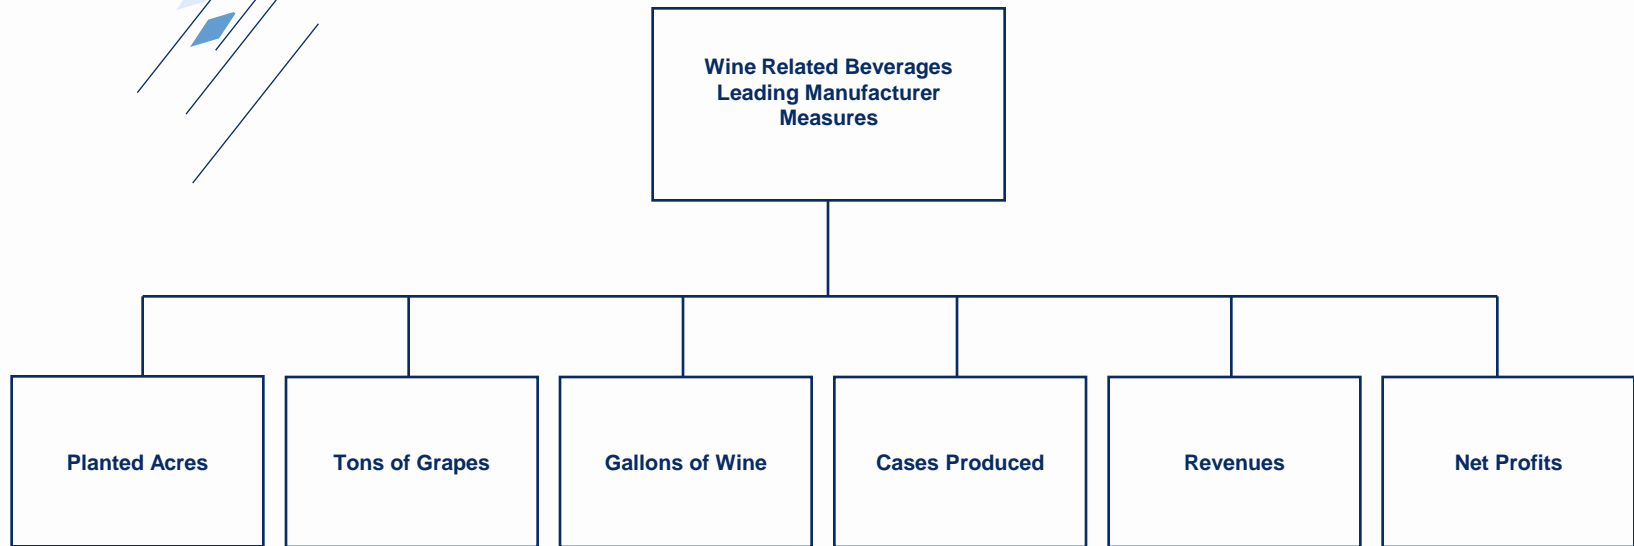 Wine Related Beverages
Leading Manufacturer
Measures
Planted Acres
Tons of Grapes
Gallons of Wine
Cases Produced
Revenues
Net Profits